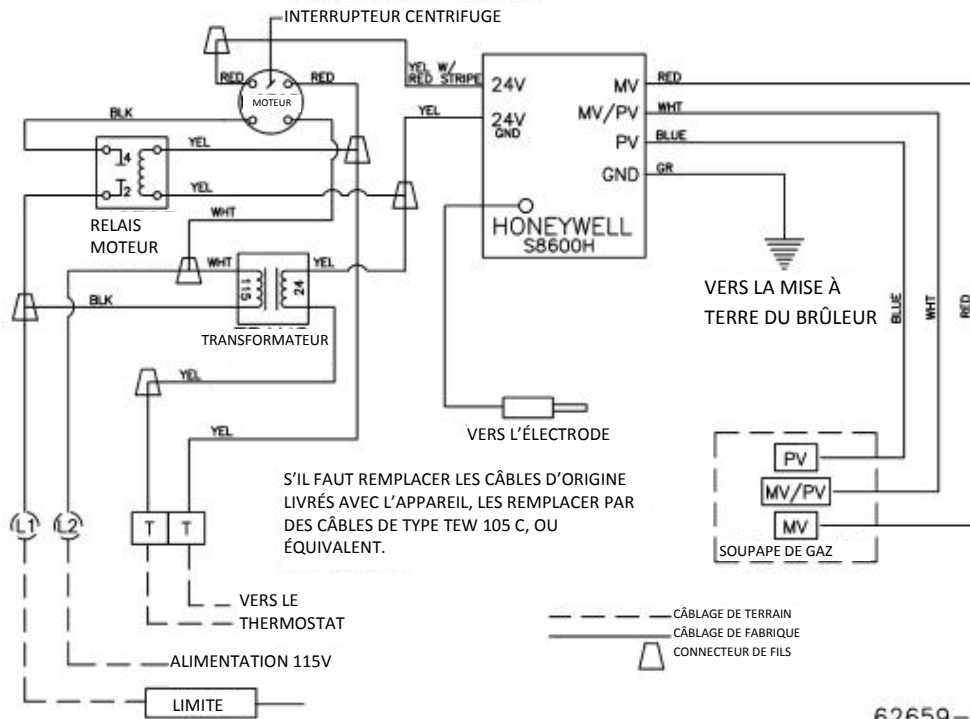 INTERRUPTEUR CENTRIFUGE
RED
RED
MOTEUR
BLK
YEL W/
RED STRIPE
YEL
24V
24V
GND
MV
MV/PV
PV
GND
HONEYWELL
S8600H
RED
WHT
BLUE
GR
4
2
YEL
YEL
RELAIS
MOTEUR
WHT
WHT
YEL
BLK
115
24
TRANSFORMATEUR
YEL
YEL
VERS LA MISE À
TERRE DU BRÛLEUR
BLUE
WHT
RED
VERS L'ÉLECTRODE
S'IL FAUT REMPLACER LES CÂBLES D'ORIGINE
LIVRÉS AVEC L'APPAREIL, LES REMPLACER PAR
DES CÂBLES DE TYPE TEW 105 C, OU
ÉQUIVALENT.
PV
MV/PV
MV
SOUPAPE DE GAZ
L1
L2
T
T
VERS LE
THERMOSTAT
ALIMENTATION 115V
LIMITE
CÂBLAGE DE TERRAIN
CÂBLAGE DE FABRIQUE
CONNECTEUR DE FILS
62659-